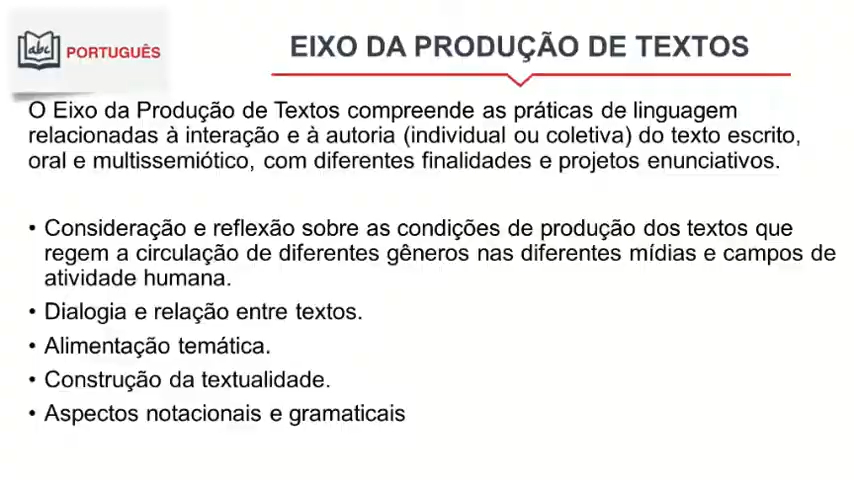 abc
PORTUGUÊS
EIXO DA PRODUÇÃO DE TEXTOS
O Eixo da Produção de Textos compreende as práticas de linguagem
relacionadas à interação e à autoria (individual ou coletiva) do texto escrito,
oral e multissemiótico, com diferentes finalidades e projetos enunciativos.
• Consideração e reflexão sobre as condições de produção dos textos que
regem a circulação de diferentes gêneros nas diferentes mídias e campos de
atividade humana.
• Dialogia e relação entre textos.
• Alimentação temática.
• Construção da textualidade.
• Aspectos notacionais e gramaticais